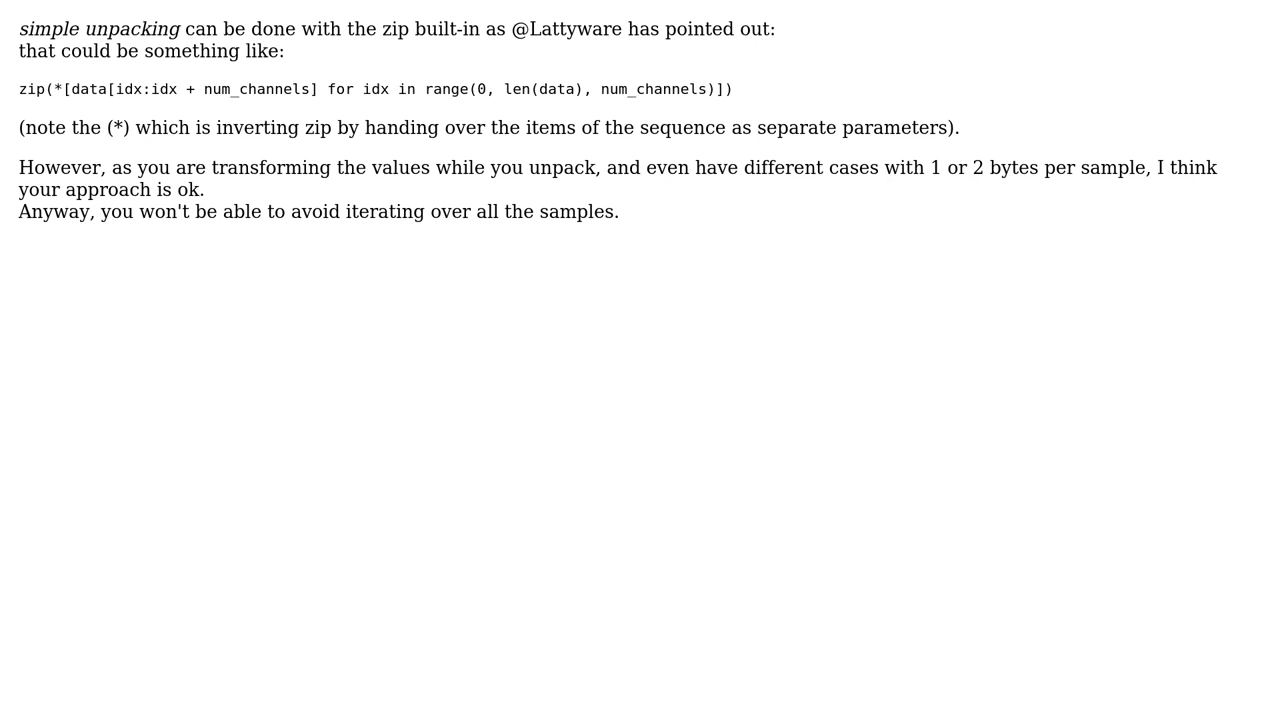 simple unpacking can be done with the zip built-in as @Lattyware has pointed out:
that could be something like:
zip(*[data[idx:idx + num_channels] for idx in range(0, len(data), num_channels)])
(note the (*) which is inverting zip by handing over the items of the sequence as separate parameters).
However, as you are transforming the values while you unpack, and even have different cases with 1 or 2 bytes per sample, I think
your approach is ok.
Anyway, you won't be able to avoid iterating over all the samples.